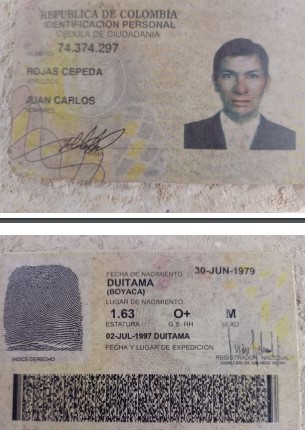 REPUBLICA DE COLOMBIA
IDENTIFICACION PERSONAL
CEDULA DE CIUDADANIA
NUMERO 74.374.297
ROJAS CEPEDA
APELLIDOS
JUAN CARLOS
NOMBRES
FECHA DE NACIMIENTO 30-JUN-1979
DUITAMA
(BOYACA)
LUGAR DE NACIMIENTO
1.63 O+ M
ESTATURA G.S. RH SEXO
02-JUL-1997 DUITAMA
FECHA Y LUGAR DE EXPEDICION
INDICE DERECHO
REGISTRADOR NACIONAL